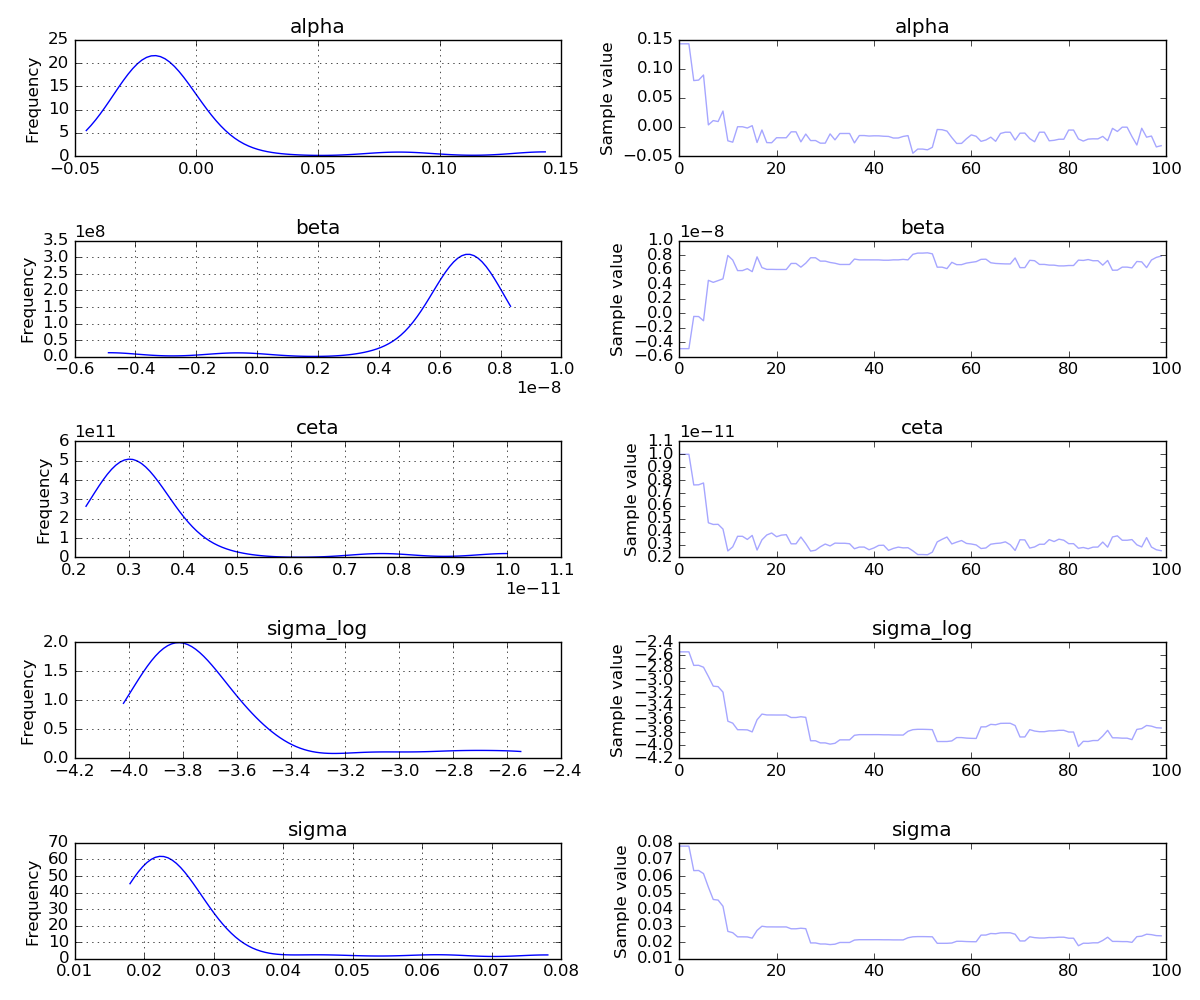 alpha
Frequency
25
20
15
10
5
0
−0.05 0.00 0.05 0.10 0.15
alpha
Sample value
0.15
0.10
0.05
0.00
−0.05
0 20 40 60 80 100
beta
1e8
Frequency
3.5
3.0
2.5
2.0
1.5
1.0
0.5
0.0
−0.6 −0.4 −0.2 0.0 0.2 0.4 0.6 0.8 1.0
1e−8
beta
1e−8
Sample value
1.0
0.8
0.6
0.4
0.2
0.0
−0.2
−0.4
−0.6
0 20 40 60 80 100
ceta
1e11
Frequency
6
5
4
3
2
1
0
0.2 0.3 0.4 0.5 0.6 0.7 0.8 0.9 1.0 1.1
1e−11
ceta
1e−11
Sample value
1.1
1.0
0.9
0.8
0.7
0.6
0.5
0.4
0.3
0.2
0 20 40 60 80 100
sigma_log
Frequency
2.0
1.5
1.0
0.5
0.0
−4.2 −4.0 −3.8 −3.6 −3.4 −3.2 −3.0 −2.8 −2.6 −2.4
sigma_log
Sample value
−2.4
−2.6
−2.8
−3.0
−3.2
−3.4
−3.6
−3.8
−4.0
−4.2
0 20 40 60 80 100
sigma
Frequency
70
60
50
40
30
20
10
0
0.01 0.02 0.03 0.04 0.05 0.06 0.07 0.08
sigma
Sample value
0.08
0.07
0.06
0.05
0.04
0.03
0.02
0.01
0 20 40 60 80 100